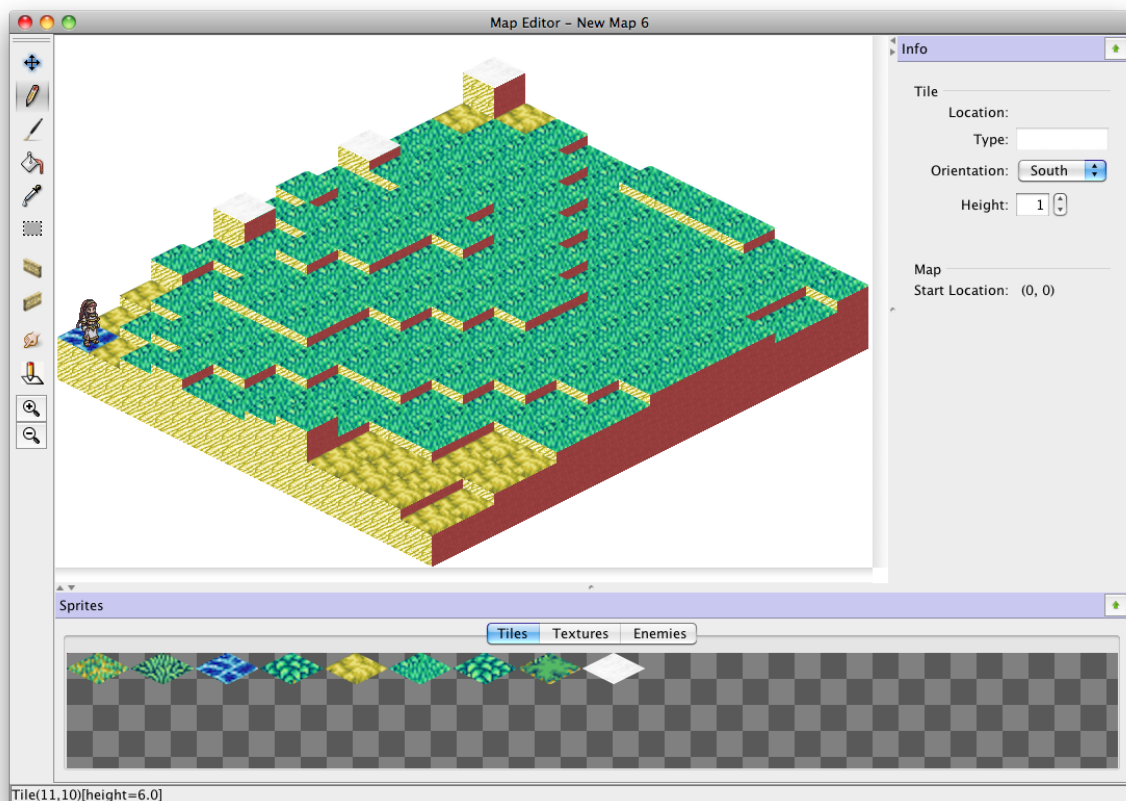 Map Editor – New Map 6
Info
Tile
Location:
Type:
Orientation: South
Height: 1
Map
Start Location: (0, 0)
Sprites
Tiles Textures Enemies
Tile(11,10)[height=6.0]